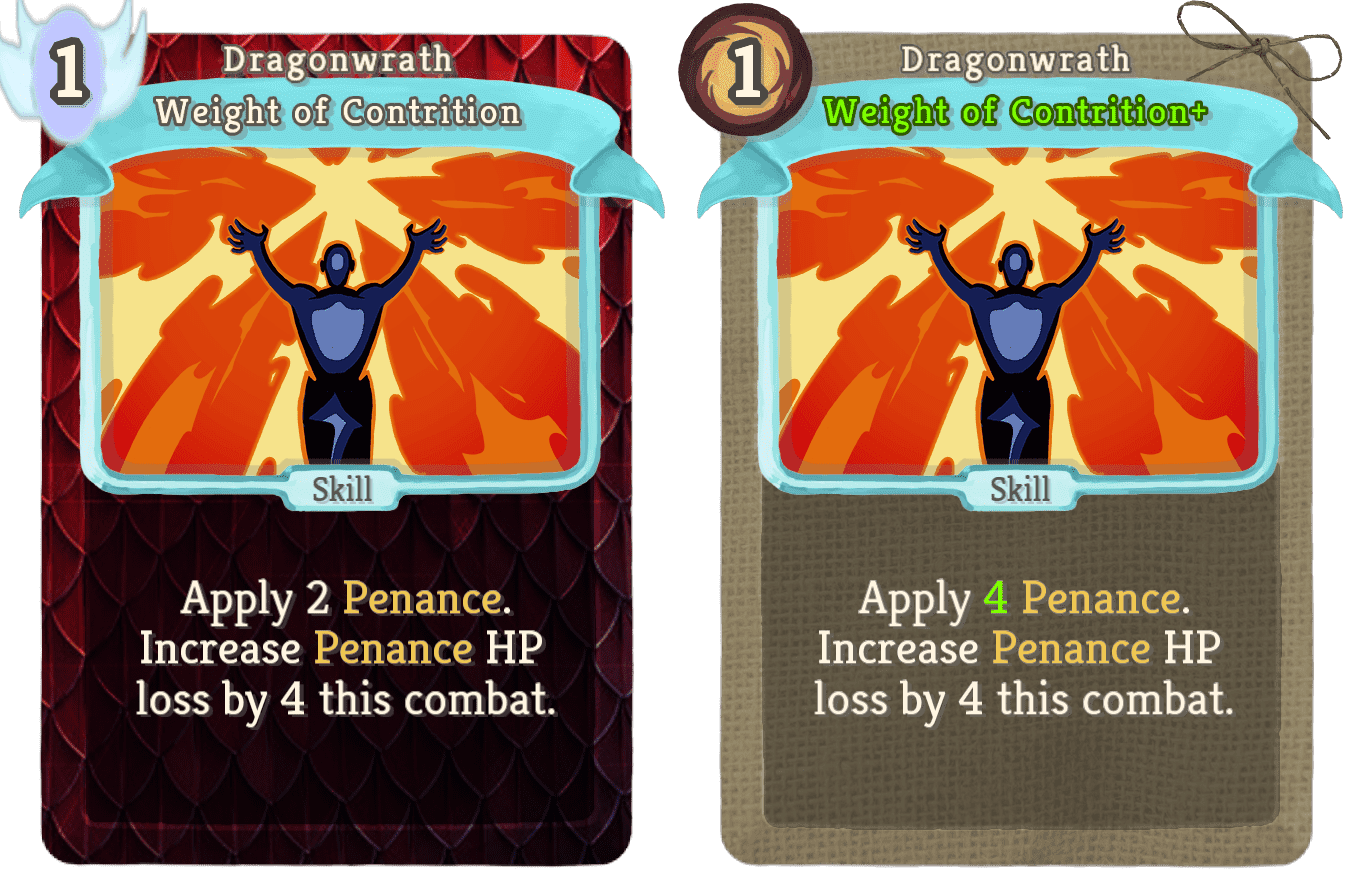 1
Dragonwrath
Weight of Contrition
Skill
Apply 2 Penance.
Increase Penance HP
loss by 4 this combat.
1
Dragonwrath
Weight of Contrition+
Skill
Apply 4 Penance.
Increase Penance HP
loss by 4 this combat.